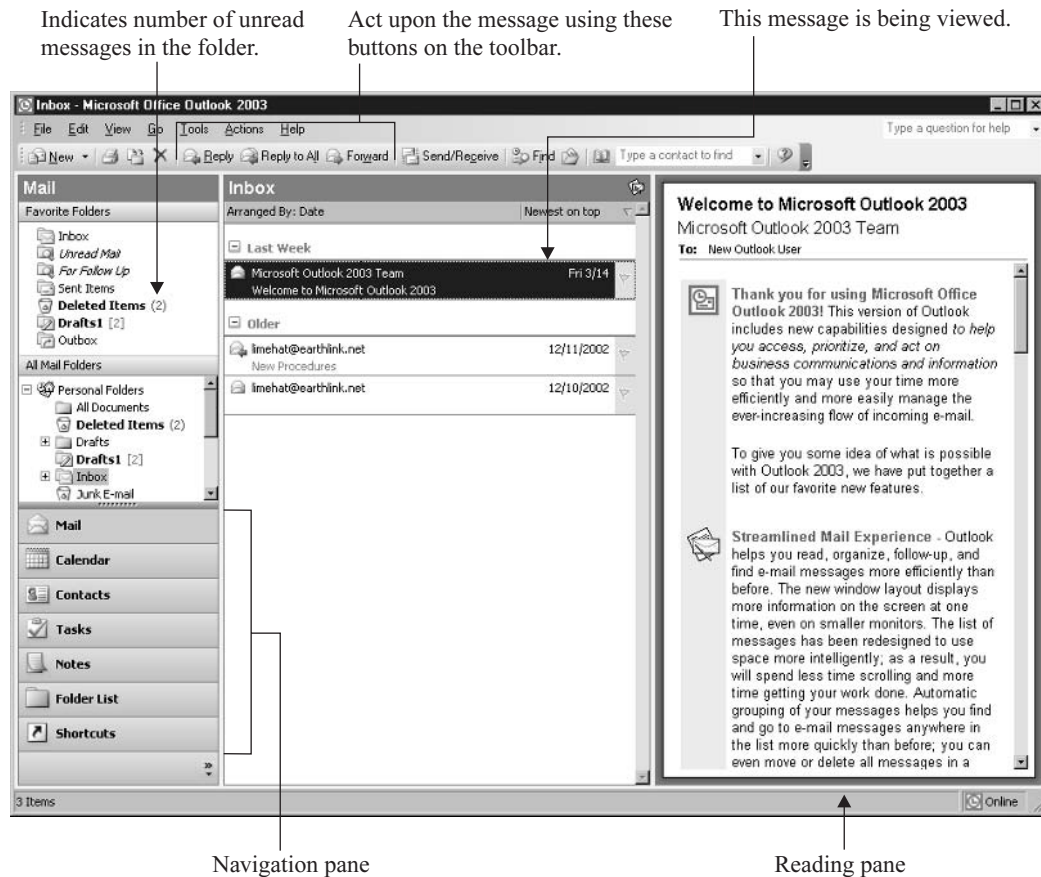 Indicates number of unread
messages in the folder.
Act upon the message using these
buttons on the toolbar.
This message is being viewed.
Inbox - Microsoft Office Outlook 2003
File Edit View Go Tools Actions Help
Type a question for help
New Reply Reply to All Forward Send/Receive Find Type a contact to find
Mail
Favorite Folders
Inbox
Unread Mail
For Follow Up
Sent Items
Deleted Items (2)
Drafts1 [2]
Outbox
All Mail Folders
Personal Folders
All Documents
Deleted Items (2)
Drafts
Drafts1 [2]
Inbox
Junk E-mail
Mail
Calendar
Contacts
Tasks
Notes
Folder List
Shortcuts
Inbox
Arranged By: Date Newest on top
Last Week
Microsoft Outlook 2003 Team Fri 3/14
Welcome to Microsoft Outlook 2003
Older
limehat@earthlink.net 12/11/2002
New Procedures
limehat@earthlink.net 12/10/2002
Welcome to Microsoft Outlook 2003
Microsoft Outlook 2003 Team
To: New Outlook User
Thank you for using Microsoft Office
Outlook 2003! This version of Outlook
includes new capabilities designed to help
you access, prioritize, and act on
business communications and information
so that you may use your time more
efficiently and more easily manage the
ever-increasing flow of incoming e-mail.
To give you some idea of what is possible
with Outlook 2003, we have put together a
list of our favorite new features.
Streamlined Mail Experience - Outlook
helps you read, organize, follow-up, and
find e-mail messages more efficiently than
before. The new window layout displays
more information on the screen at one
time, even on smaller monitors. The list of
messages has been redesigned to use
space more intelligently; as a result, you
will spend less time scrolling and more
time getting your work done. Automatic
grouping of your messages helps you find
and go to e-mail messages anywhere in
the list more quickly than before; you can
even move or delete all messages in a
3 Items
Online
Navigation pane
Reading pane